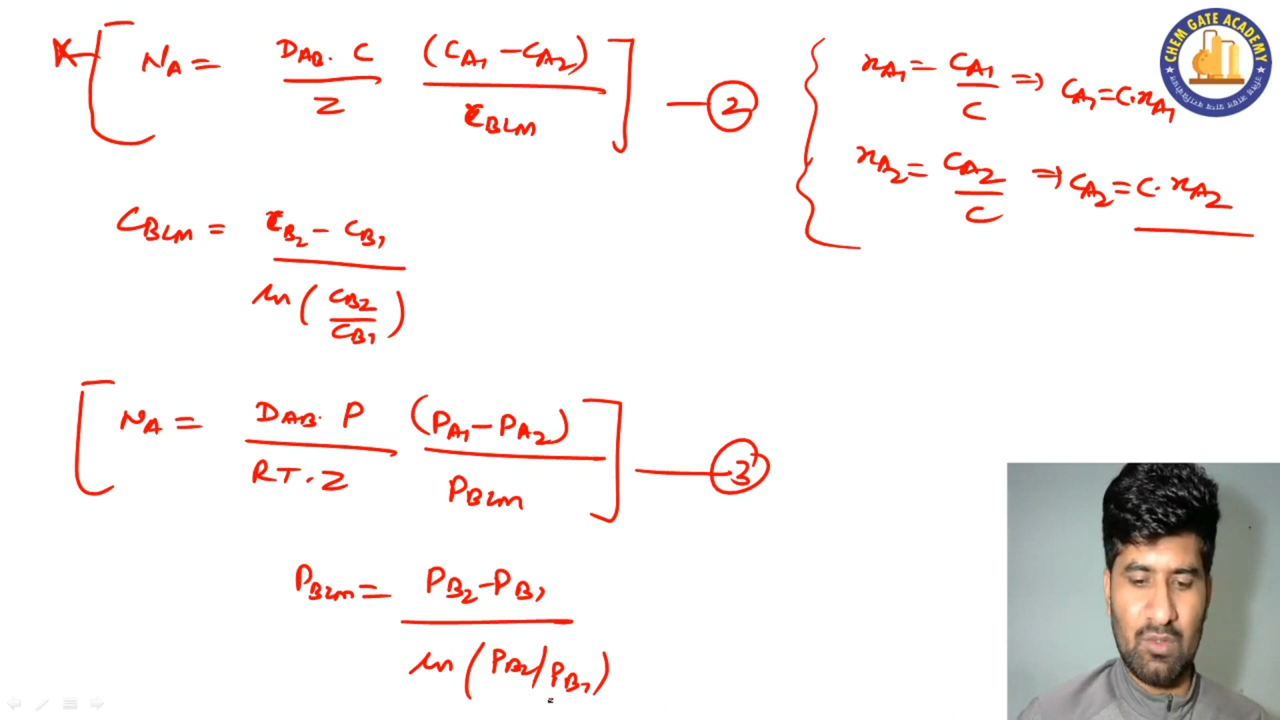 N_A = D_AB. C / Z (C_A1 - C_A2) / C_BLM — 2
C_BLM = C_B2 - C_B1 / ln (C_B2 / C_B1)
N_A = D_AB. P / RT.Z (P_A1 - P_A2) / P_BLM — 3
P_BLM = P_B2 - P_B1 / ln (P_B2/P_B1)
x_A1 = C_A1 / C ⇒ C_A1 = C.x_A1
x_A2 = C_A2 / C ⇒ C_A2 = C.x_A2
CHEM GATE ACADEMY